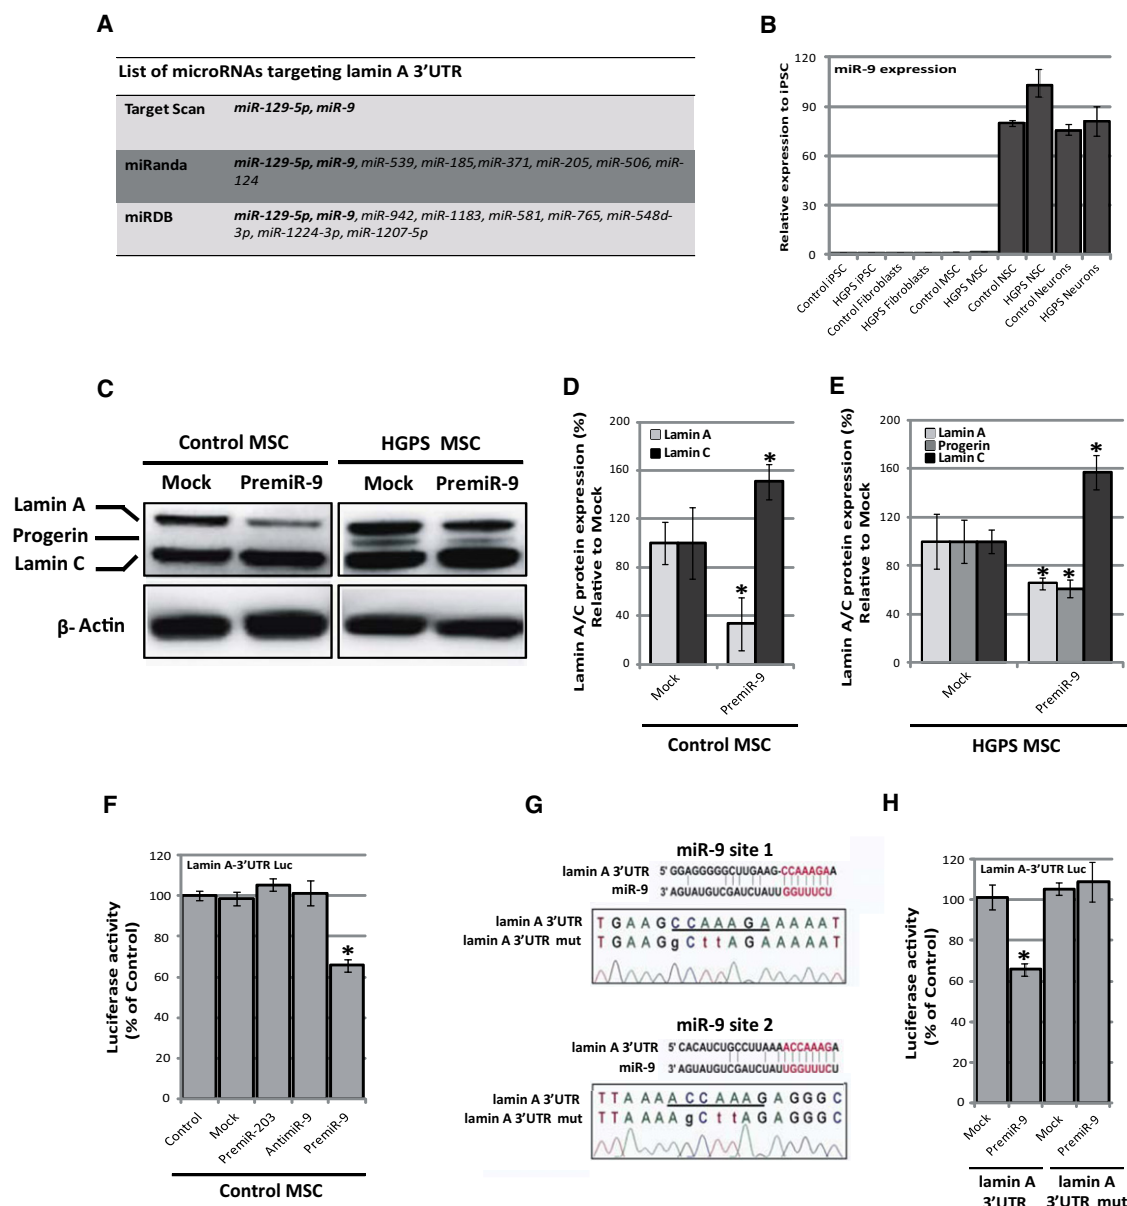 A
List of microRNAs targeting lamin A 3'UTR
Target Scan miR-129-5p, miR-9
miRanda miR-129-5p, miR-9, miR-539, miR-185,miR-371, miR-205, miR-506, miR-
124
miRDB miR-129-5p, miR-9, miR-942, miR-1183, miR-581, miR-765, miR-548d-
3p, miR-1224-3p, miR-1207-5p
B
miR-9 expression
Relative expression to iPSC
120
90
60
30
0
Control iPSC
HGPS iPSC
Control Fibroblasts
HGPS Fibroblasts
Control MSC
HGPS MSC
Control NSC
HGPS NSC
Control Neurons
HGPS Neurons
C
Control MSC
HGPS MSC
Mock PremiR-9 Mock PremiR-9
Lamin A
Progerin
Lamin C
β- Actin
D
Lamin A/C protein expression (%)
Relative to Mock
200
160
120
80
40
0
Lamin A
Lamin C
*
*
Mock
PremiR-9
Control MSC
E
Lamin A/C protein expression (%)
Relative to Mock
200
160
120
80
40
0
Lamin A
Progerin
Lamin C
* * *
Mock
PremiR-9
HGPS MSC
F
Luciferase activity
(% of Control)
120
100
80
60
40
20
0
Lamin A-3'UTR Luc
*
Control
Mock
PremiR-203
AntimiR-9
PremiR-9
Control MSC
G
miR-9 site 1
lamin A 3'UTR 5' GGAGGGGGCUUGAAG-CCAAAGAA
miR-9 3' AGUAUGUCGAUCUAUUGGUUUCU
lamin A 3'UTR TGAAGCCAAAGAAAAAT
lamin A 3'UTR mut TGAAGgCttAGAAAAAT
miR-9 site 2
lamin A 3'UTR 5' CACAUCUGCCUUAAAACCAAAGA
miR-9 3' AGUAUGUCGAUCUAUUGGUUUCU
lamin A 3'UTR TTAAAACCAAAGAGGGC
lamin A 3'UTR mut TTAAAAgCttAGAGGGC
H
Luciferase activity
(% of Control)
120
100
80
60
40
20
0
Lamin A-3'UTR Luc
*
Mock
PremiR-9
Mock
PremiR-9
lamin A
3'UTR
lamin A
3'UTR mut